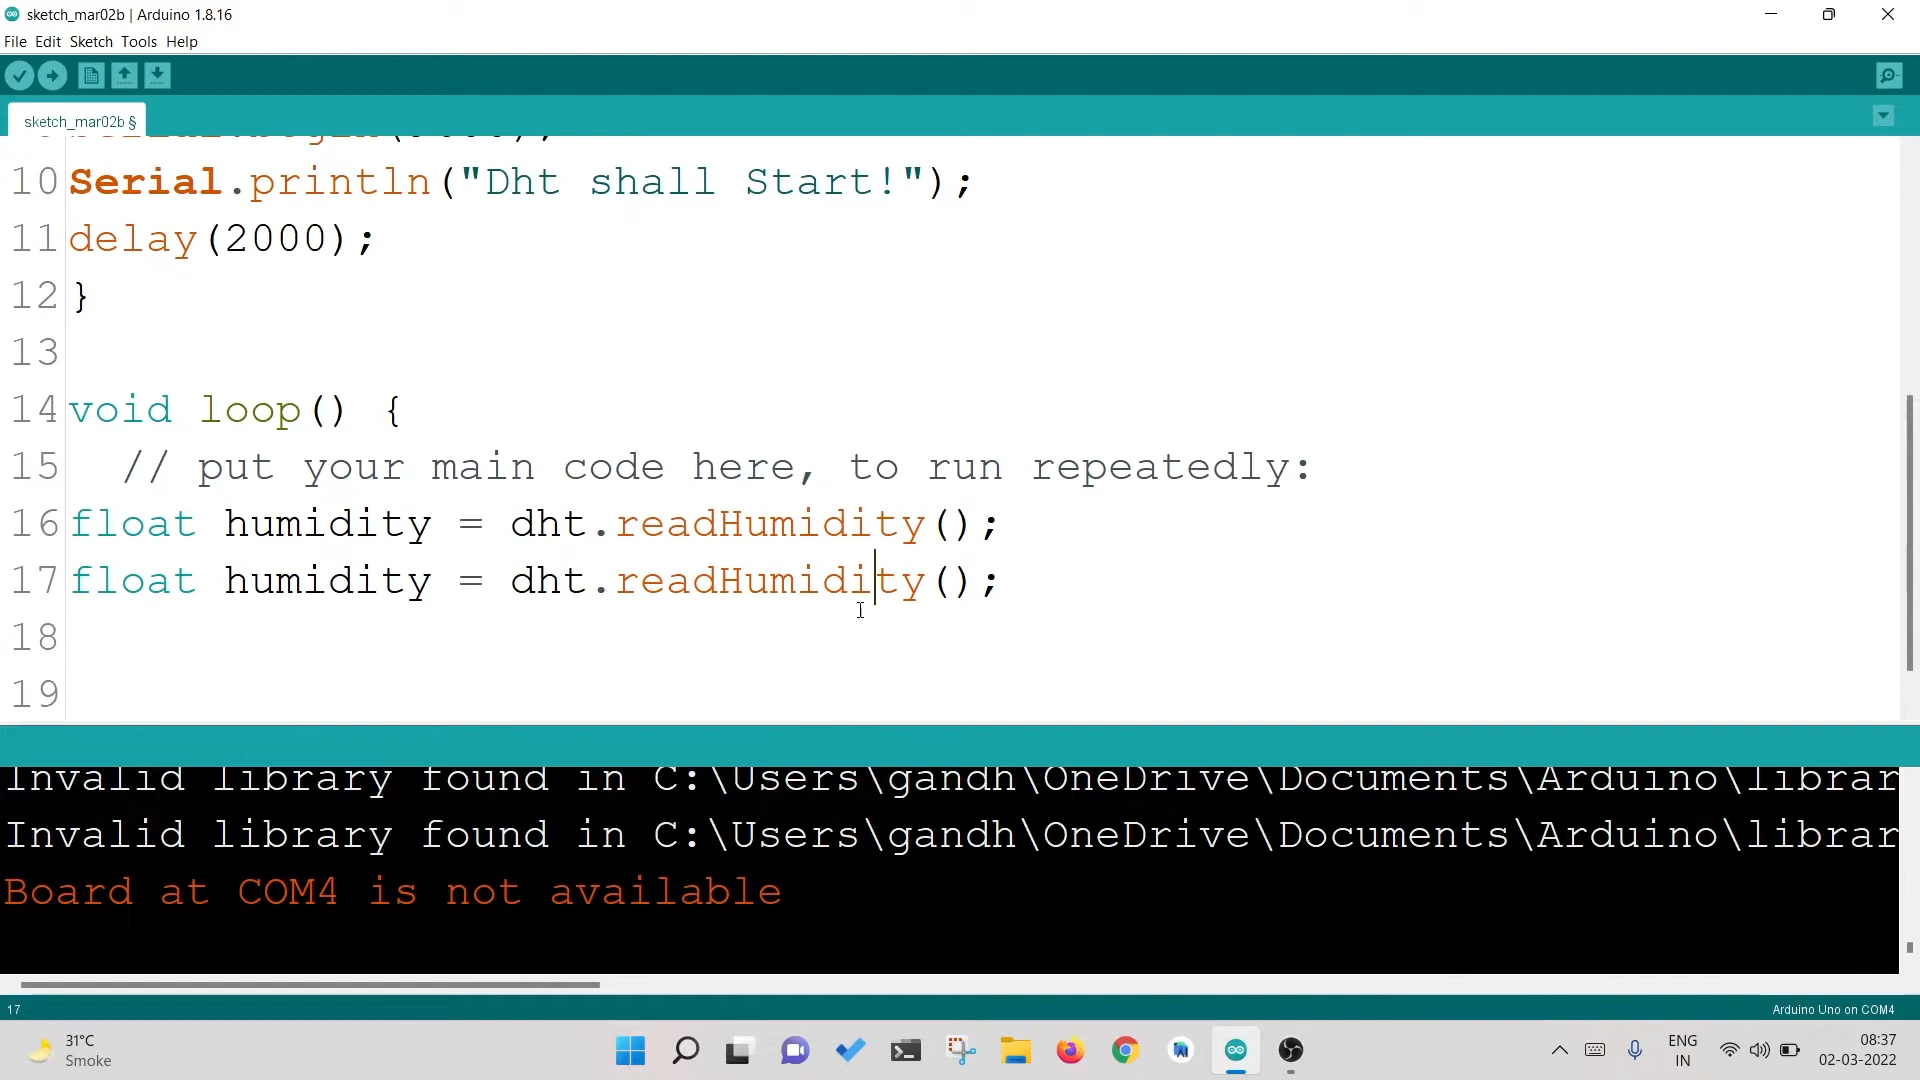 sketch_mar02b | Arduino 1.8.16
File Edit Sketch Tools Help
sketch_mar02b §
10 Serial.println("Dht shall Start!");
11 delay(2000);
12 }
13
14 void loop() {
15 // put your main code here, to run repeatedly:
16 float humidity = dht.readHumidity();
17 float humidity = dht.readHumidity();
18
19
Invalid library found in C:\Users\gandh\OneDrive\Documents\Arduino\librar
Invalid library found in C:\Users\gandh\OneDrive\Documents\Arduino\librar
Board at COM4 is not available
17
Arduino Uno on COM4
31°C
Smoke
ENG
IN
08:37
02-03-2022